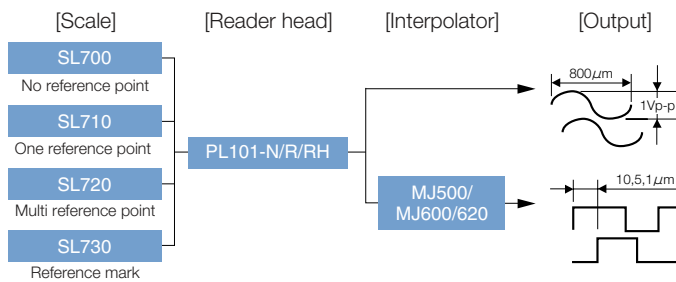 [Scale] [Reader head] [Interpolator] [Output]
SL700
No reference point
SL710
One reference point
SL720
Multi reference point
SL730
Reference mark
PL101-N/R/RH
MJ500/
MJ600/620
800μm
1Vp-p
10,5,1μm